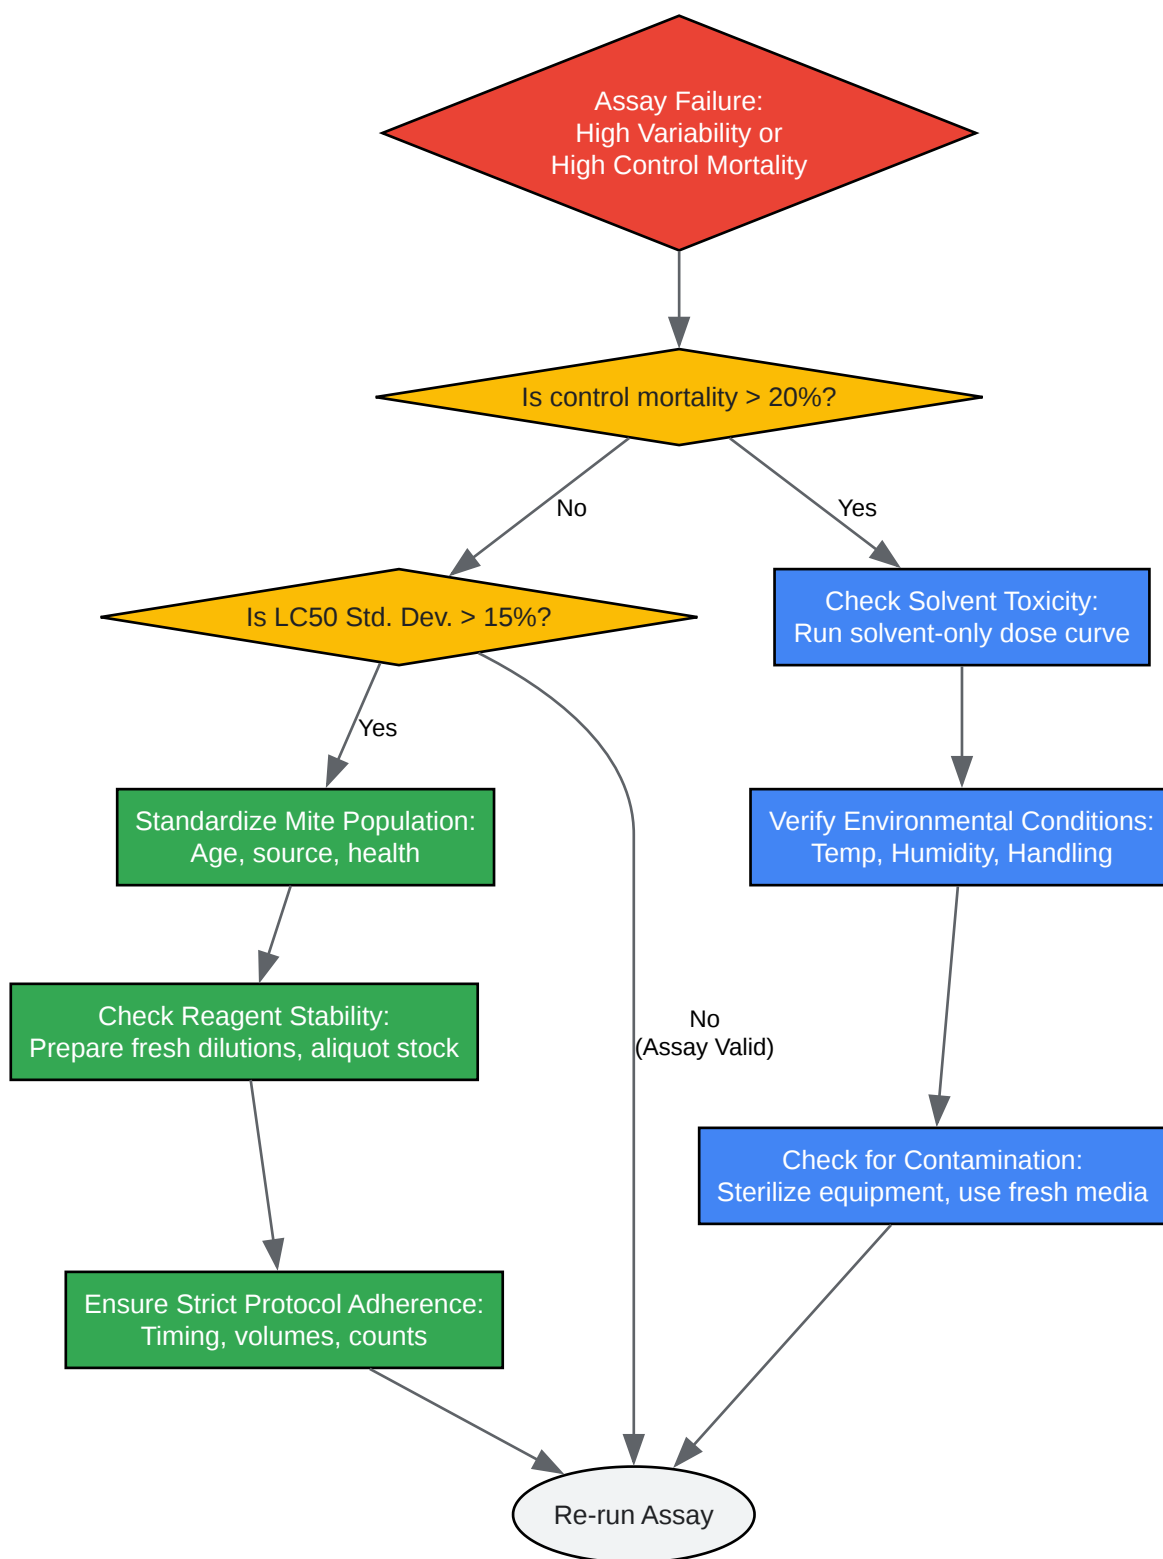 Assay Failure:
High Variability or
High Control Mortality
Is control mortality > 20%?
No
Yes
Is LC50 Std. Dev. > 15%?
Check Solvent Toxicity:
Run solvent-only dose curve
Yes
Standardize Mite Population:
Age, source, health
Verify Environmental Conditions:
Temp, Humidity, Handling
Check Reagent Stability:
Prepare fresh dilutions, aliquot stock
No
(Assay Valid)
Check for Contamination:
Sterilize equipment, use fresh media
Ensure Strict Protocol Adherence:
Timing, volumes, counts
Re-run Assay